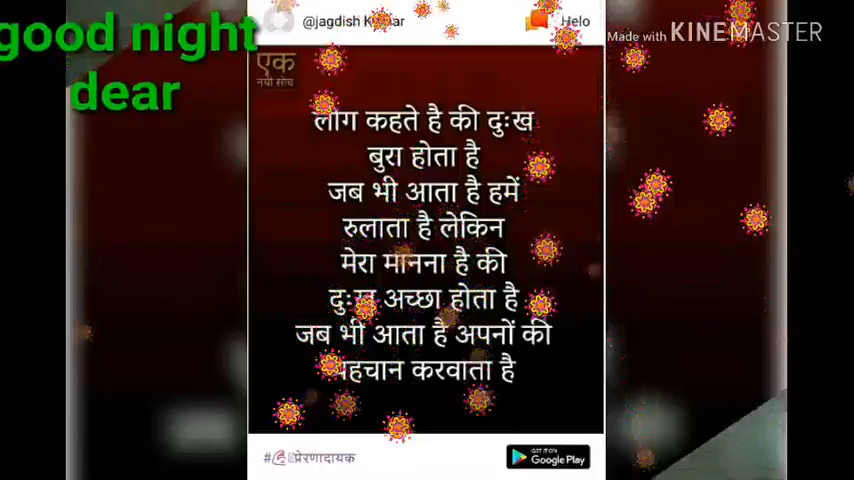 good night
dear
@jagdish Kumar
Helo
Made with KINEMASTER
एक
नयी सोच
लोग कहते है की दुःख
बुरा होता है
जब भी आता है हमें
रुलाता है लेकिन
मेरा मानना है की
दुःख अच्छा होता है
जब भी आता है अपनों की
पहचान करवाता है
#प्रेरणादायक
GET IT ON
Google Play